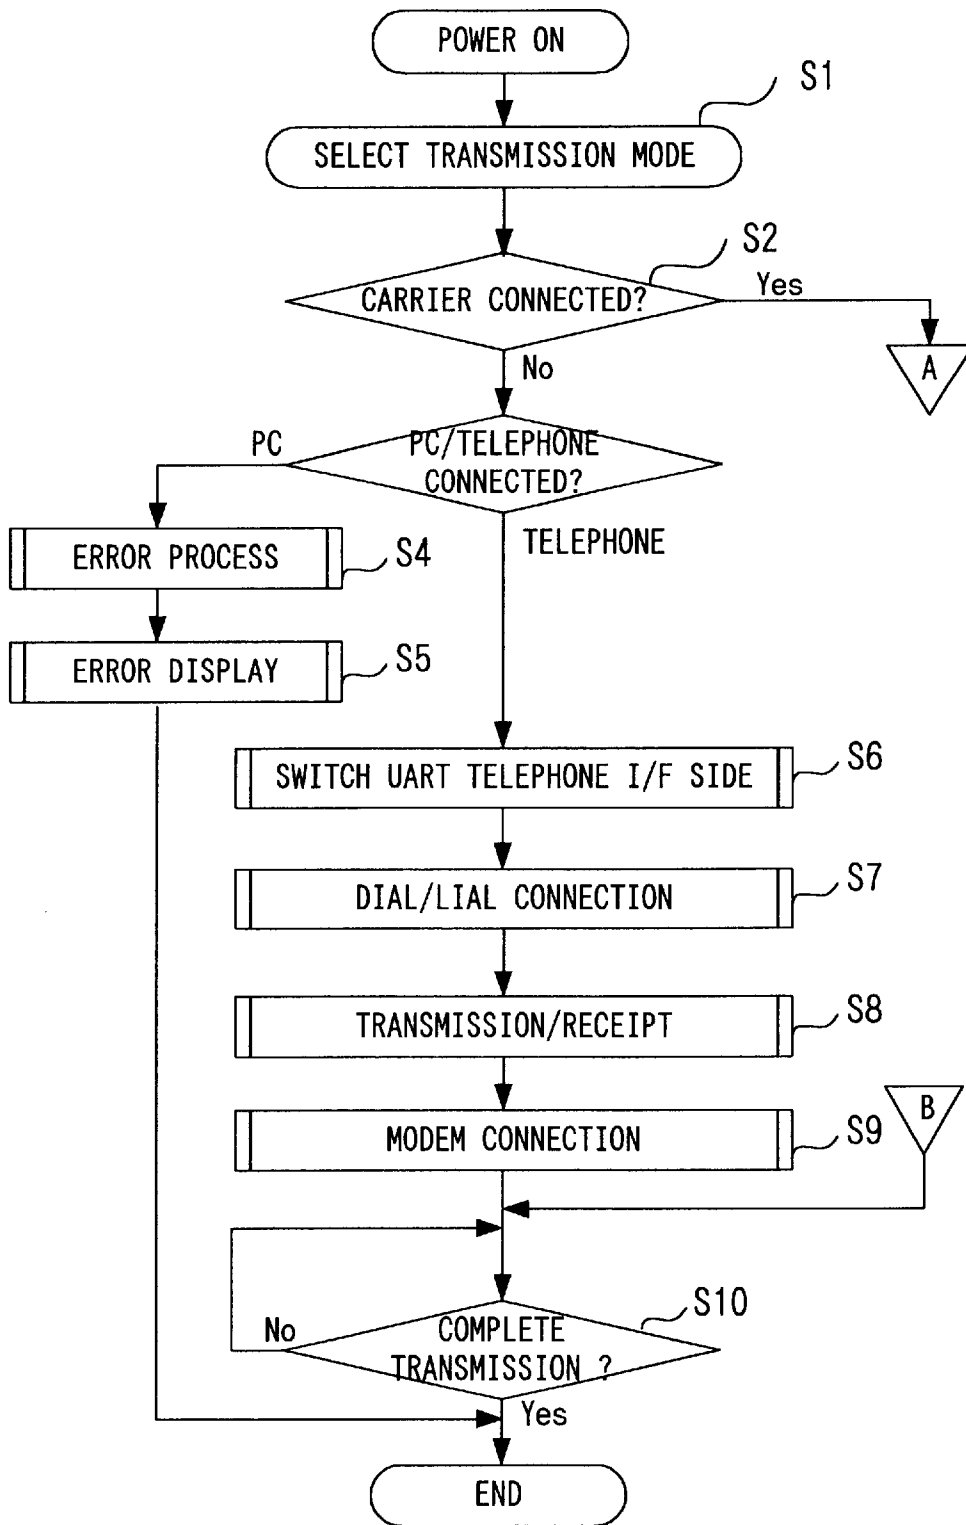 POWER ON
S1
SELECT TRANSMISSION MODE
S2
CARRIER CONNECTED?
Yes
A
No
PC
PC/TELEPHONE
CONNECTED?
TELEPHONE
ERROR PROCESS
S4
ERROR DISPLAY
S5
SWITCH UART TELEPHONE I/F SIDE
S6
DIAL/LIAL CONNECTION
S7
TRANSMISSION/RECEIPT
S8
MODEM CONNECTION
S9
B
S10
No
COMPLETE
TRANSMISSION ?
Yes
END